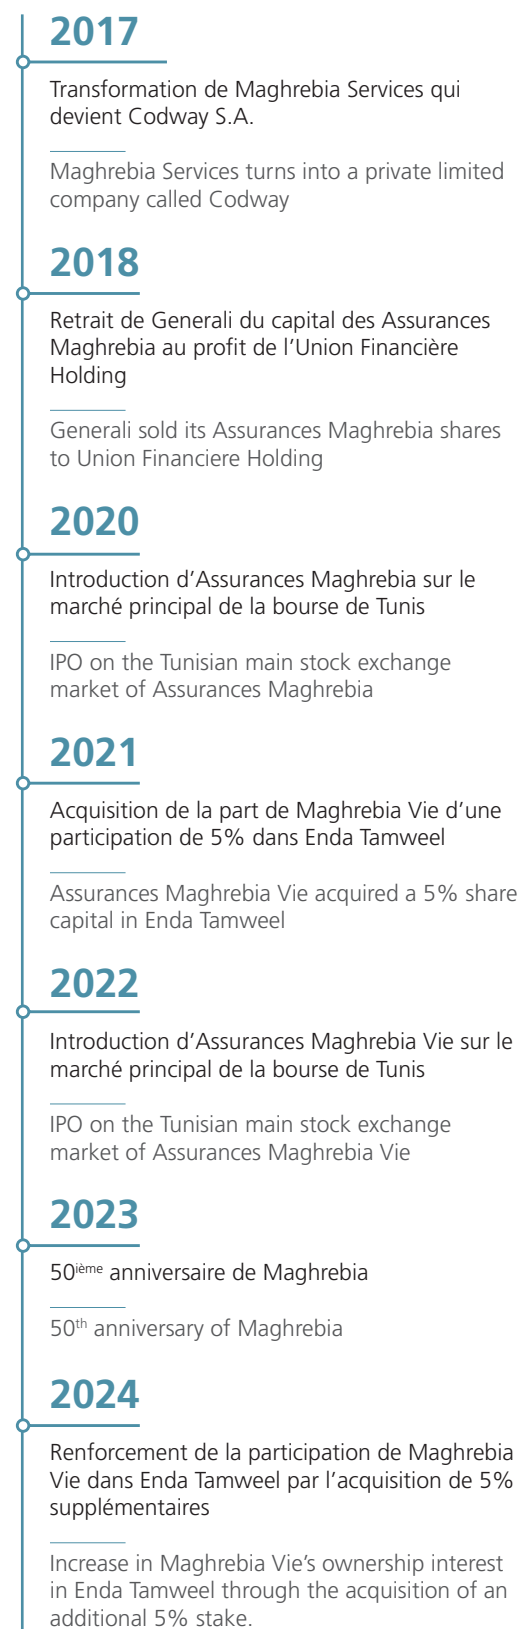 2017
Transformation de Maghrebia Services qui
devient Codway S.A.
Maghrebia Services turns into a private limited
company called Codway
2018
Retrait de Generali du capital des Assurances
Maghrebia au profit de l’Union Financière
Holding
Generali sold its Assurances Maghrebia shares
to Union Financiere Holding
2020
Introduction d’Assurances Maghrebia sur le
marché principal de la bourse de Tunis
IPO on the Tunisian main stock exchange
market of Assurances Maghrebia
2021
Acquisition de la part de Maghrebia Vie d’une
participation de 5% dans Enda Tamweel
Assurances Maghrebia Vie acquired a 5% share
capital in Enda Tamweel
2022
Introduction d’Assurances Maghrebia Vie sur le
marché principal de la bourse de Tunis
IPO on the Tunisian main stock exchange
market of Assurances Maghrebia Vie
2023
50ième anniversaire de Maghrebia
50th anniversary of Maghrebia
2024
Renforcement de la participation de Maghrebia
Vie dans Enda Tamweel par l’acquisition de 5%
supplémentaires
Increase in Maghrebia Vie’s ownership interest
in Enda Tamweel through the acquisition of an
additional 5% stake.